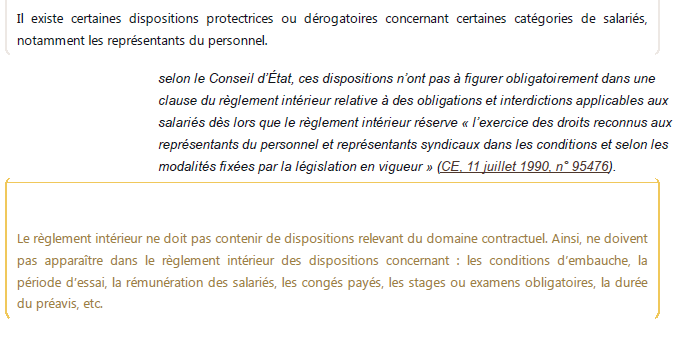 Il existe certaines dispositions protectrices ou dérogatoires concernant certaines catégories de salariés,
notamment les représentants du personnel.
selon le Conseil d’État, ces dispositions n’ont pas à figurer obligatoirement dans une
clause du règlement intérieur relative à des obligations et interdictions applicables aux
salariés dès lors que le règlement intérieur réserve « l’exercice des droits reconnus aux
représentants du personnel et représentants syndicaux dans les conditions et selon les
modalités fixées par la législation en vigueur » (CE, 11 juillet 1990, n° 95476).
Le règlement intérieur ne doit pas contenir de dispositions relevant du domaine contractuel. Ainsi, ne doivent
pas apparaître dans le règlement intérieur des dispositions concernant : les conditions d’embauche, la
période d’essai, la rémunération des salariés, les congés payés, les stages ou examens obligatoires, la durée
du préavis, etc.